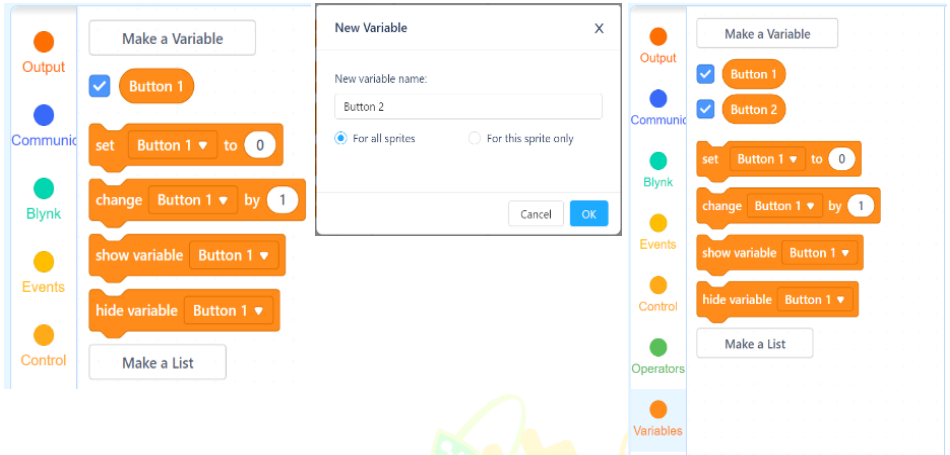 Output
Communic
Blynk
Events
Control
Make a Variable
Button 1
set Button 1 to 0
change Button 1 by 1
show variable Button 1
hide variable Button 1
Make a List
New Variable X
New variable name:
Button 2
For all sprites For this sprite only
Cancel OK
Output
Communic
Blynk
Events
Control
Operators
Variables
Make a Variable
Button 1
Button 2
set Button 1 to 0
change Button 1 by 1
show variable Button 1
hide variable Button 1
Make a List